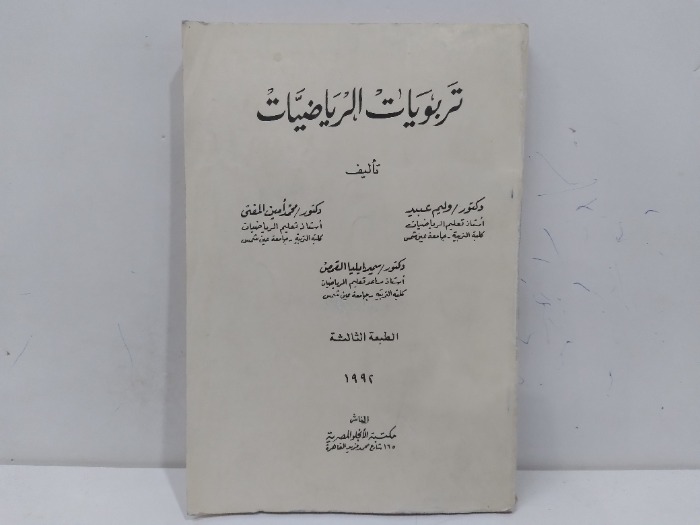 تربويات الرياضيات
تأليف
دكتور/وليم عبيد
أستاذ تعليم الرياضيات
كلية التربية - جامعة عين شمس
دكتور/محمد أمين المفتى
أستاذ تعليم الرياضيات
كلية التربية - جامعة عين شمس
دكتور/سمير ايليا القمص
أستاذ مساعد تعليم الرياضيات
كلية التربية - جامعة عين شمس
الطبعة الثالثة
١٩٩٢
الناشر
مكتبة الأنجلو المصرية
١٦٥ شارع محمد فريد القاهرة